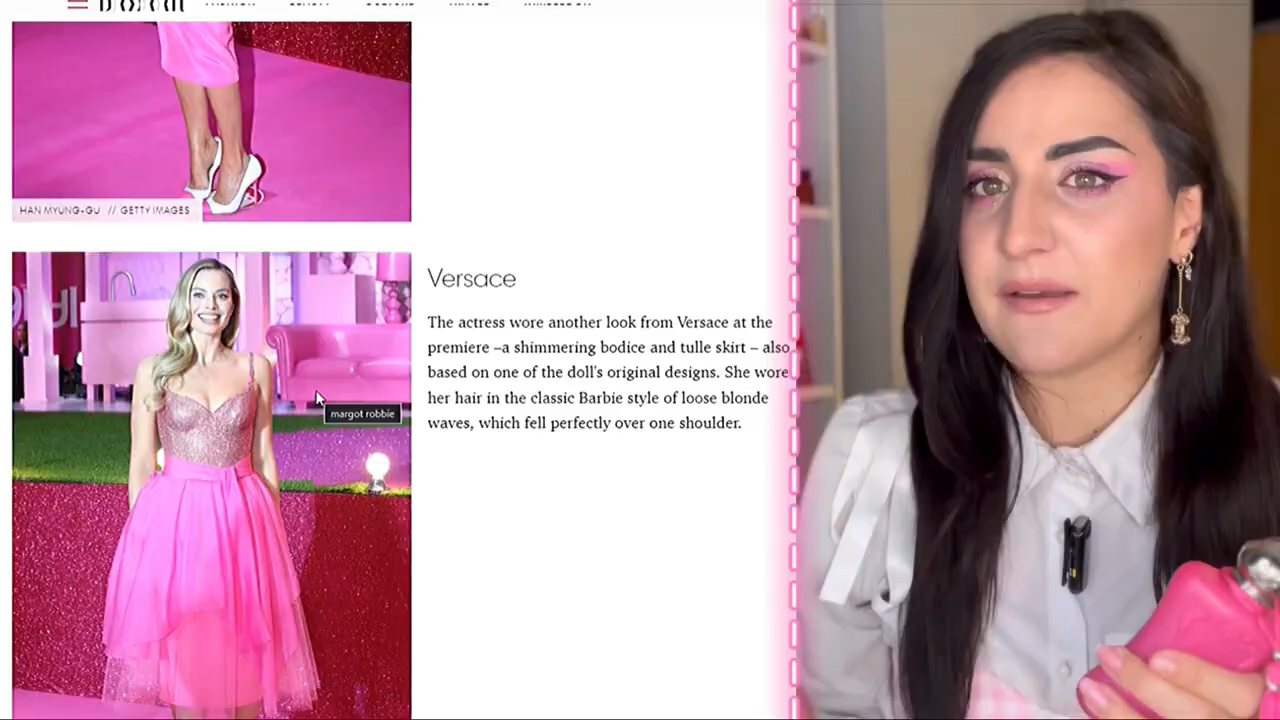 HAN MYUNG-GU // GETTY IMAGES
Versace
The actress wore another look from Versace at the
premiere –a shimmering bodice and tulle skirt – also
based on one of the doll's original designs. She wore
her hair in the classic Barbie style of loose blonde
waves, which fell perfectly over one shoulder.
margot robbie